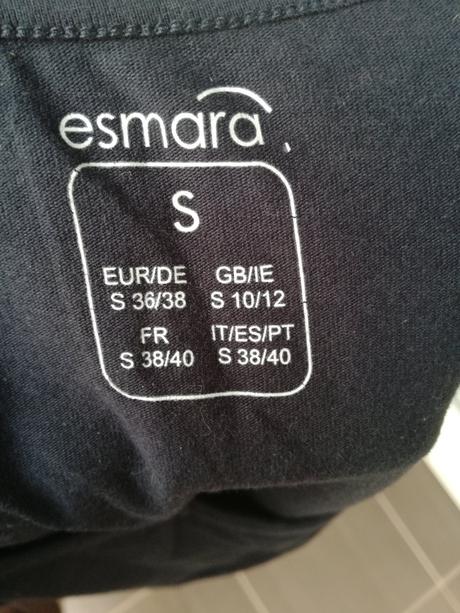 esmara
S
EUR/DE GB/IE
S 36/38 S 10/12
FR IT/ES/PT
S 38/40 S 38/40